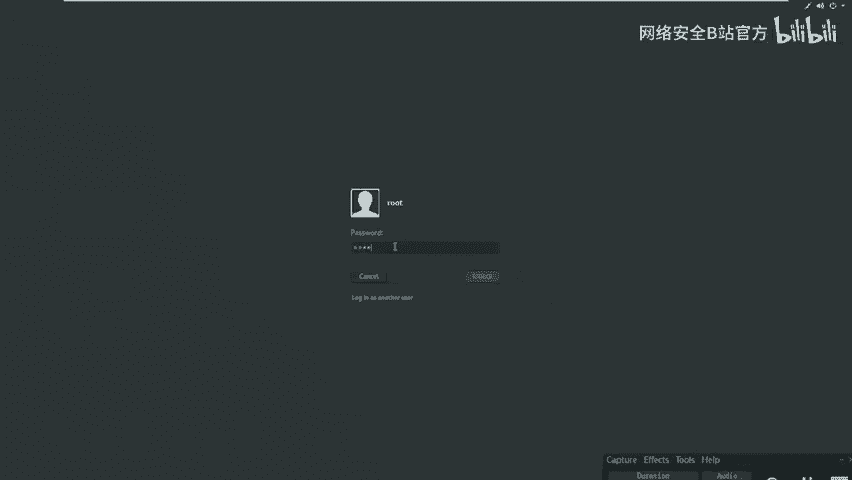 网络安全B站官方 bilibili
root
Password:
Cancel
Log in as another user
Capture Effects Tools Help
Duration Audio